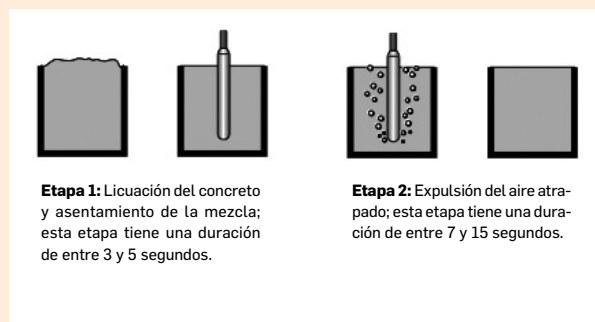 Etapa 1: Licuación del concreto
y asentamiento de la mezcla;
esta etapa tiene una duración
de entre 3 y 5 segundos.
Etapa 2: Expulsión del aire atra-
pado; esta etapa tiene una dura-
ción de entre 7 y 15 segundos.